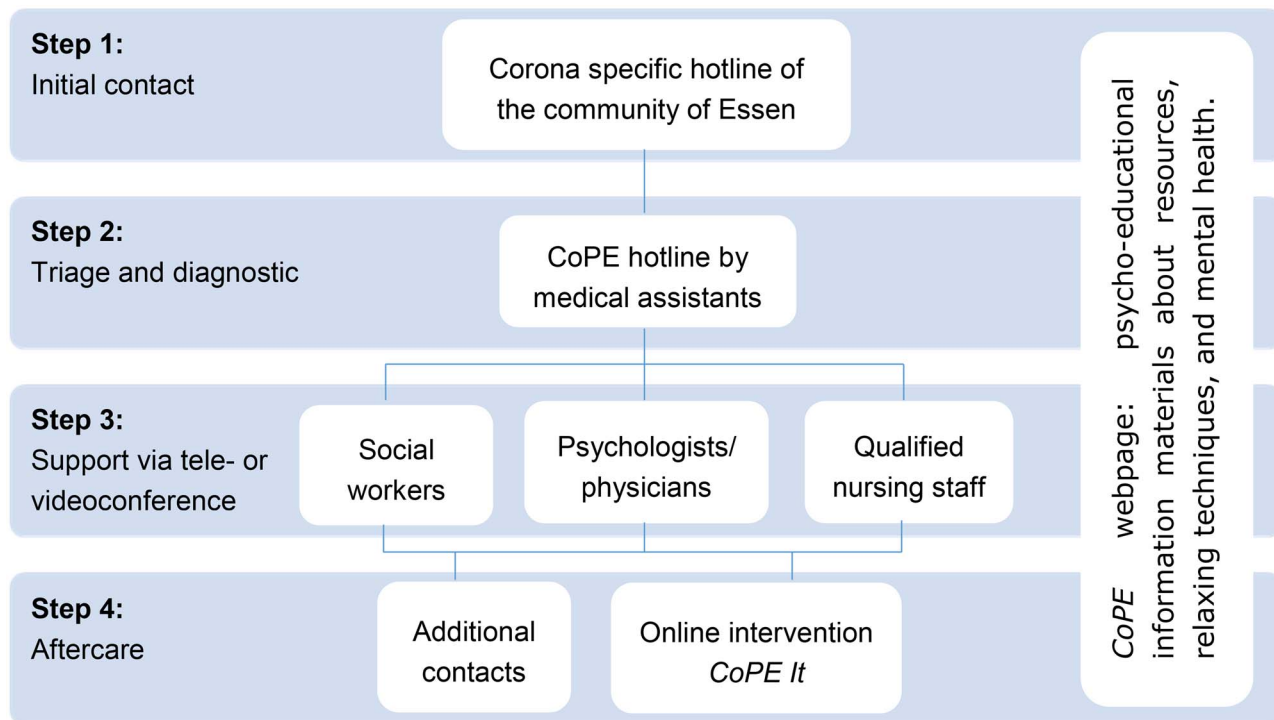 Step 1:
Initial contact
Corona specific hotline of
the community of Essen
Step 2:
Triage and diagnostic
CoPE hotline by
medical assistants
Step 3:
Support via tele- or
videoconference
Social
workers
Psychologists/
physicians
Qualified
nursing staff
Step 4:
Aftercare
Additional
contacts
Online intervention
CoPE It
CoPE webpage: psycho-educational
information materials about resources,
relaxing techniques, and mental health.